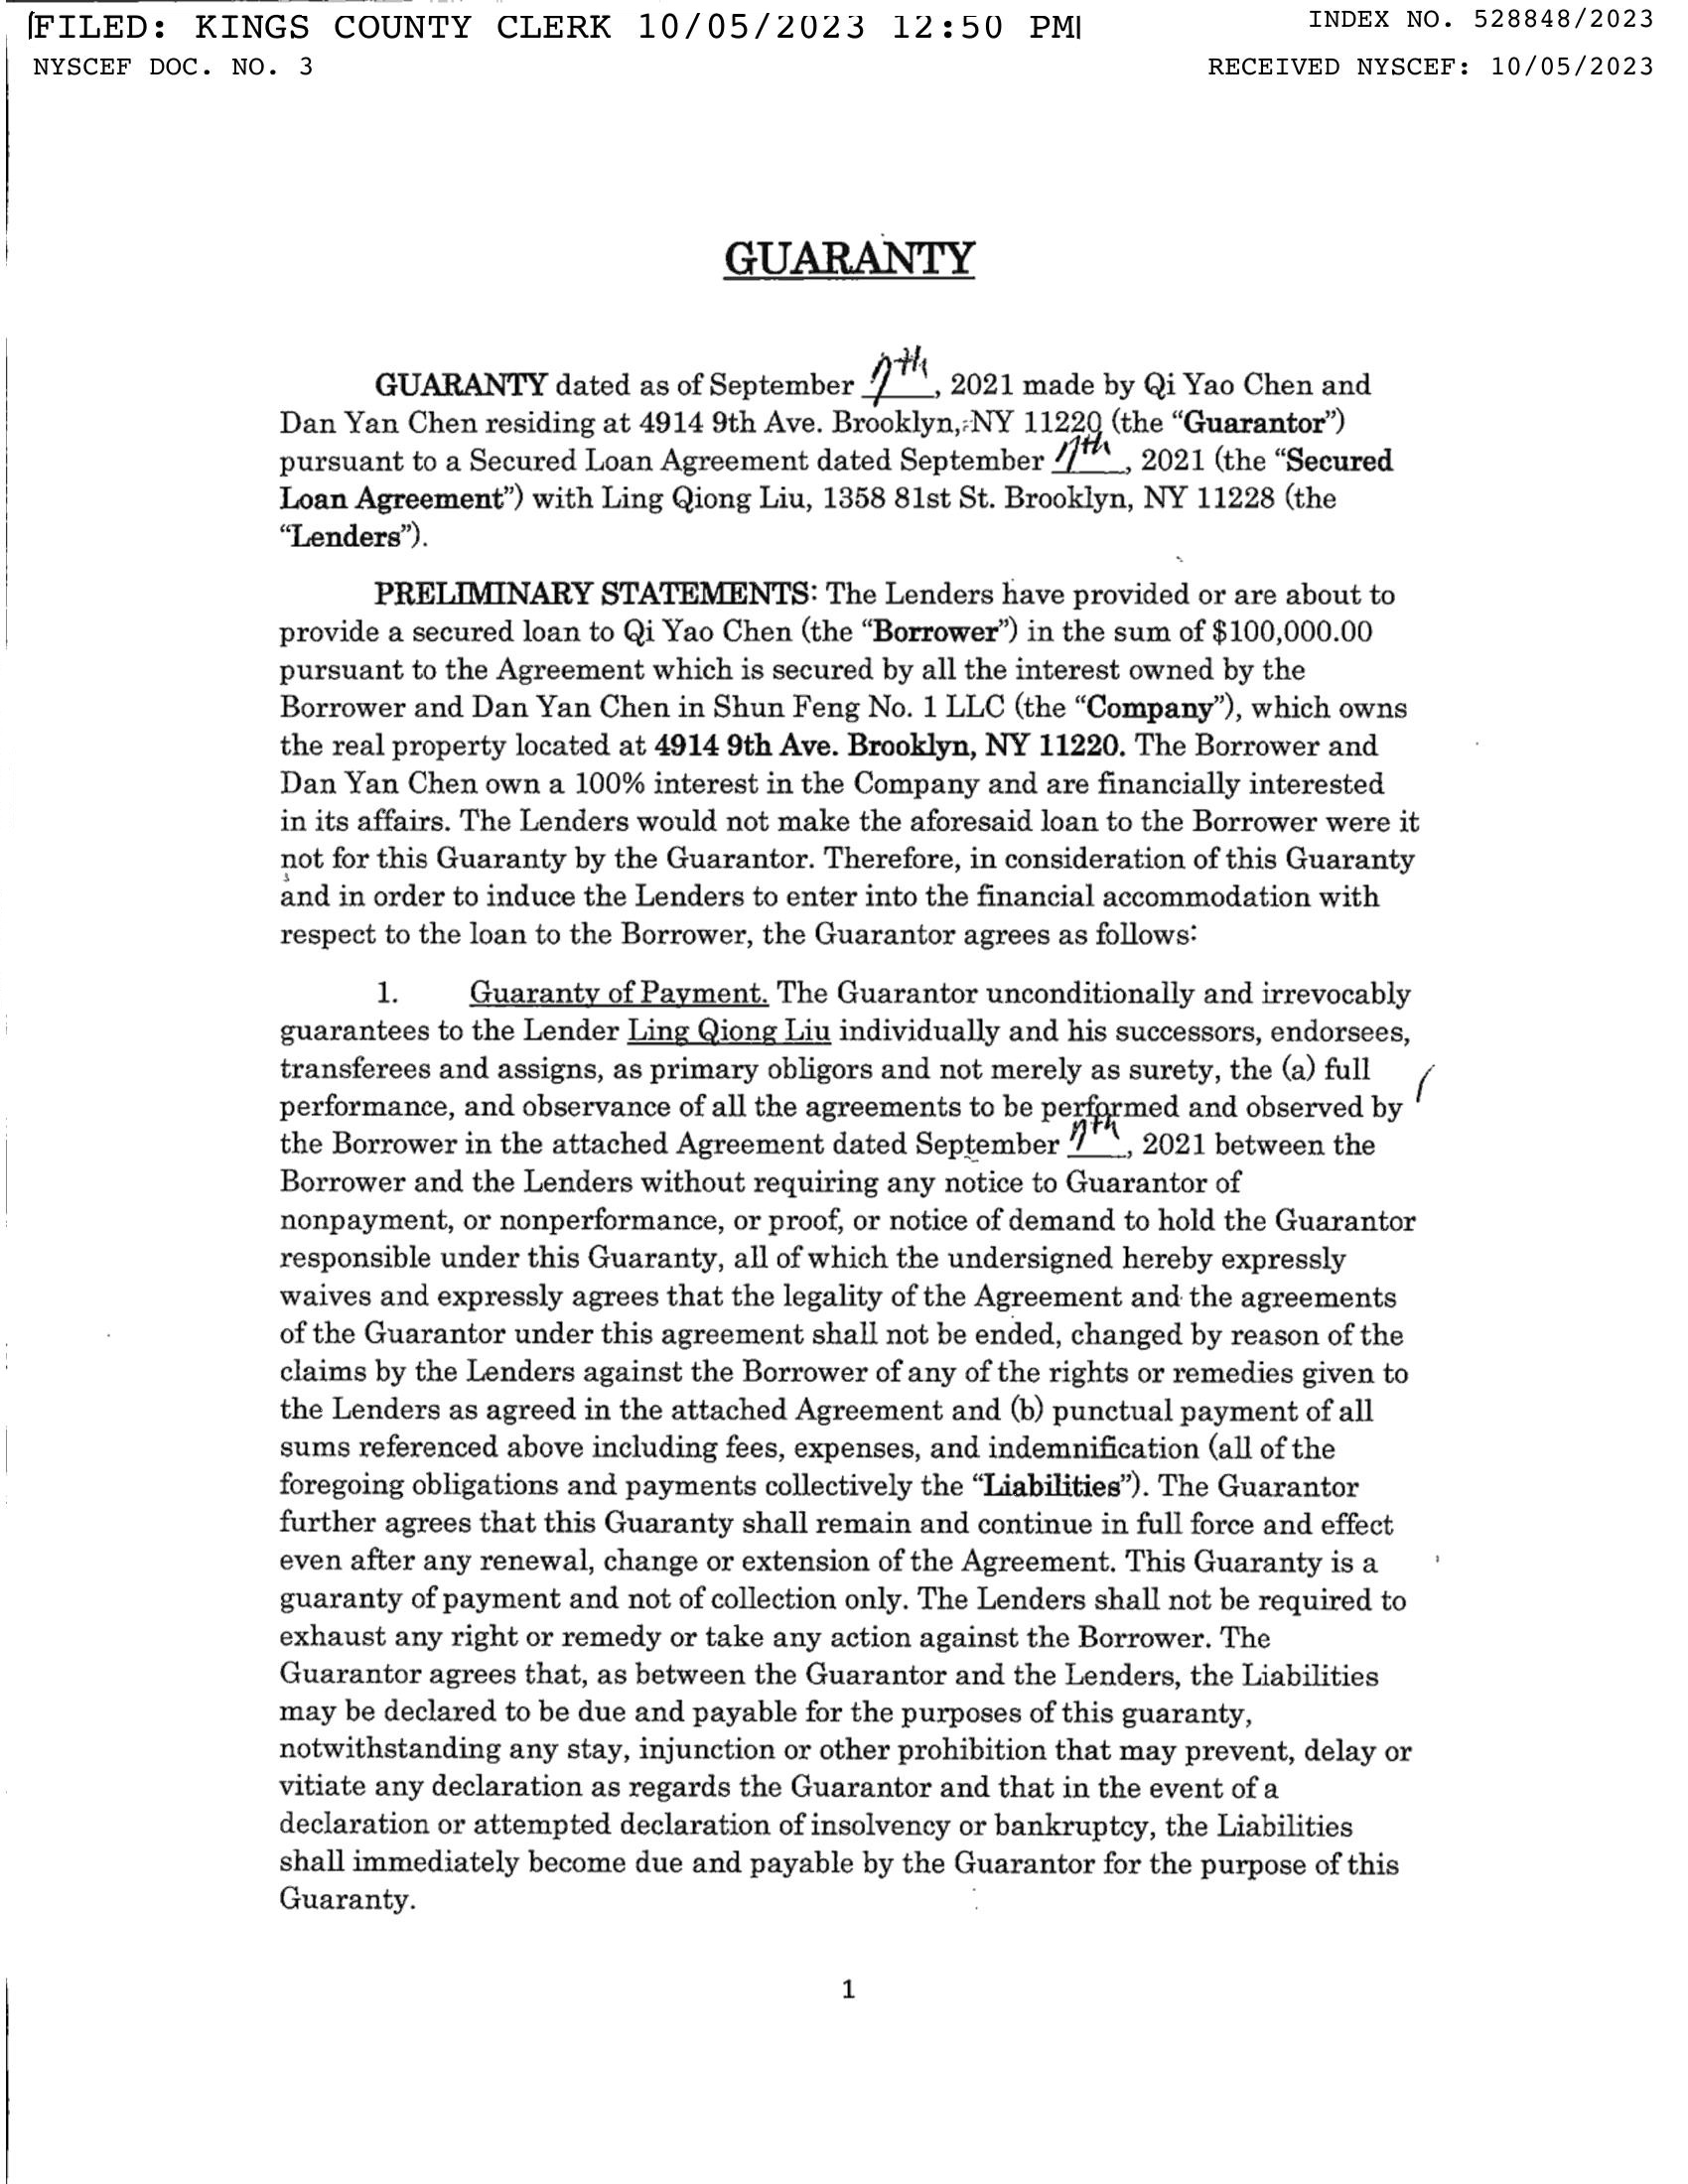 FILED: KINGS COUNTY CLERK 10/05/2023 12:50 PM
INDEX NO. 528848/2023
NYSCEF DOC. NO. 3
RECEIVED NYSCEF: 10/05/2023
GUARANTY
GUARANTY dated as of September 7th, 2021 made by Qi Yao Chen and
Dan Yan Chen residing at 4914 9th Ave. Brooklyn, NY 11220 (the “Guarantor”)
pursuant to a Secured Loan Agreement dated September 7th, 2021 (the “Secured
Loan Agreement”) with Ling Qiong Liu, 1358 81st St. Brooklyn, NY 11228 (the
“Lenders”).
PRELIMINARY STATEMENTS: The Lenders have provided or are about to
provide a secured loan to Qi Yao Chen (the “Borrower”) in the sum of $100,000.00
pursuant to the Agreement which is secured by all the interest owned by the
Borrower and Dan Yan Chen in Shun Feng No. 1 LLC (the “Company”), which owns
the real property located at 4914 9th Ave. Brooklyn, NY 11220. The Borrower and
Dan Yan Chen own a 100% interest in the Company and are financially interested
in its affairs. The Lenders would not make the aforesaid loan to the Borrower were it
not for this Guaranty by the Guarantor. Therefore, in consideration of this Guaranty
and in order to induce the Lenders to enter into the financial accommodation with
respect to the loan to the Borrower, the Guarantor agrees as follows:
1. Guaranty of Payment. The Guarantor unconditionally and irrevocably
guarantees to the Lender Ling Qiong Liu individually and his successors, endorsees,
transferees and assigns, as primary obligors and not merely as surety, the (a) full
performance, and observance of all the agreements to be performed and observed by
the Borrower in the attached Agreement dated September 7th, 2021 between the
Borrower and the Lenders without requiring any notice to Guarantor of
nonpayment, or nonperformance, or proof, or notice of demand to hold the Guarantor
responsible under this Guaranty, all of which the undersigned hereby expressly
waives and expressly agrees that the legality of the Agreement and the agreements
of the Guarantor under this agreement shall not be ended, changed by reason of the
claims by the Lenders against the Borrower of any of the rights or remedies given to
the Lenders as agreed in the attached Agreement and (b) punctual payment of all
sums referenced above including fees, expenses, and indemnification (all of the
foregoing obligations and payments collectively the “Liabilities”). The Guarantor
further agrees that this Guaranty shall remain and continue in full force and effect
even after any renewal, change or extension of the Agreement. This Guaranty is a
guaranty of payment and not of collection only. The Lenders shall not be required to
exhaust any right or remedy or take any action against the Borrower. The
Guarantor agrees that, as between the Guarantor and the Lenders, the Liabilities
may be declared to be due and payable for the purposes of this guaranty,
notwithstanding any stay, injunction or other prohibition that may prevent, delay or
vitiate any declaration as regards the Guarantor and that in the event of a
declaration or attempted declaration of insolvency or bankruptcy, the Liabilities
shall immediately become due and payable by the Guarantor for the purpose of this
Guaranty.
1